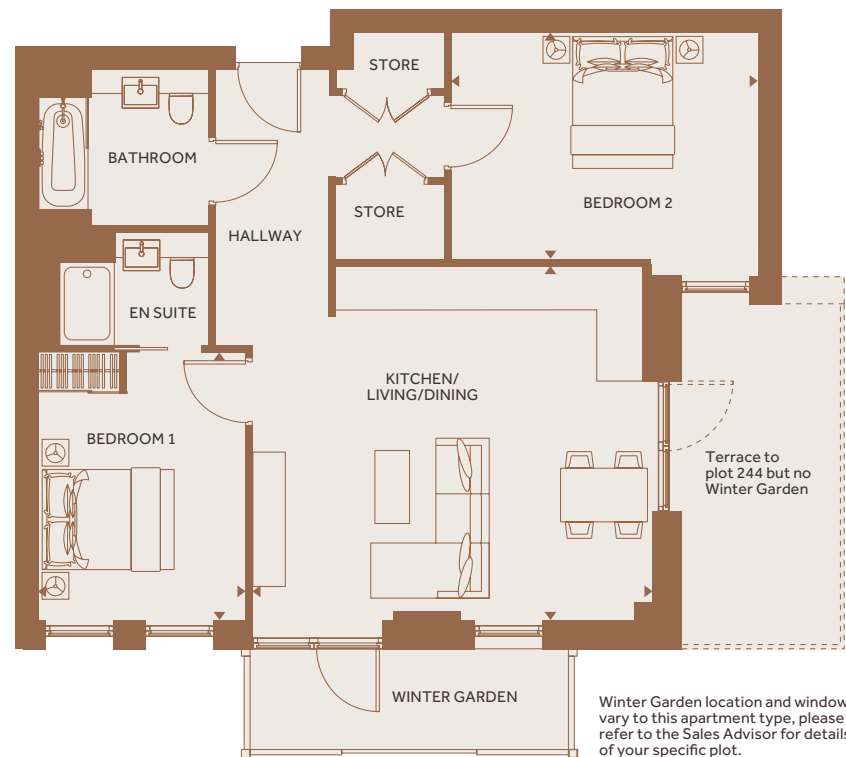 STORE
BATHROOM
BEDROOM 2
STORE
HALLWAY
EN SUITE
KITCHEN/
LIVING/DINING
BEDROOM 1
Terrace to
plot 244 but no
Winter Garden
WINTER GARDEN
Winter Garden location and window
vary to this apartment type, please
refer to the Sales Advisor for details
of your specific plot.